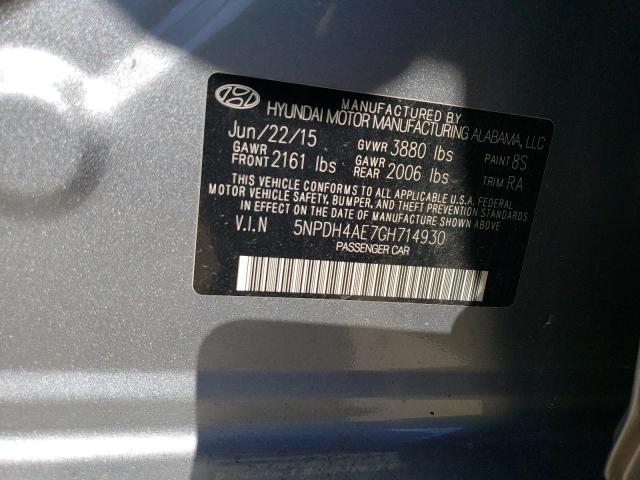 MANUFACTURED BY
HYUNDAI MOTOR MANUFACTURING ALABAMA, LLC
Jun/22/15 GVWR 3880 lbs PAINT 8S
GAWR FRONT 2161 lbs GAWR REAR 2006 lbs TRIM RA
THIS VEHICLE CONFORMS TO ALL APPLICABLE U.S.A. FEDERAL
MOTOR VEHICLE SAFETY, BUMPER, AND THEFT PREVENTION STANDARDS
IN EFFECT ON THE DATE OF MANUFACTURE SHOWN ABOVE
V.I.N 5NPDH4AE7GH714930
PASSENGER CAR